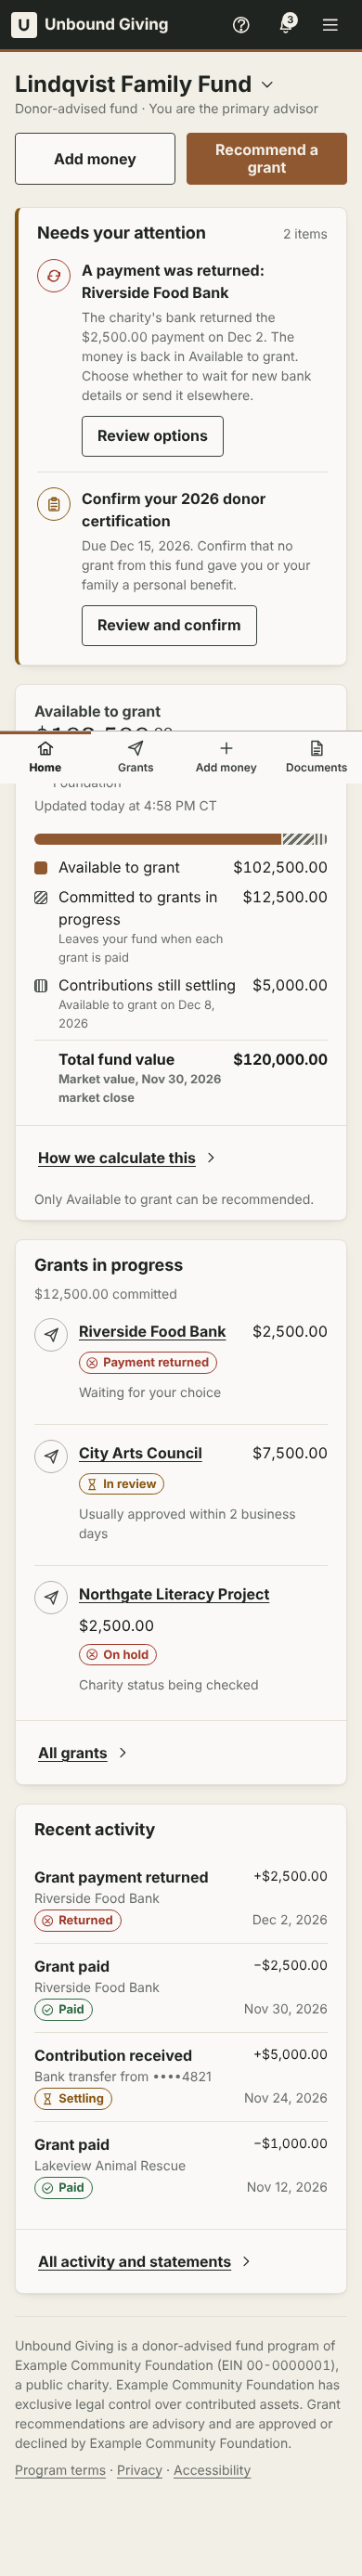 U Unbound Giving 3
Lindqvist Family Fund
Donor-advised fund · You are the primary advisor
Add money
Recommend a
grant
Needs your attention 2 items
A payment was returned:
Riverside Food Bank
The charity's bank returned the
$2,500.00 payment on Dec 2. The
money is back in Available to grant.
Choose whether to wait for new bank
details or send it elsewhere.
Review options
Confirm your 2026 donor
certification
Due Dec 15, 2026. Confirm that no
grant from this fund gave you or your
family a personal benefit.
Review and confirm
Available to grant
Home Grants Add money Documents
Foundation
Updated today at 4:58 PM CT
Available to grant $102,500.00
Committed to grants in $12,500.00
progress
Leaves your fund when each
grant is paid
Contributions still settling $5,000.00
Available to grant on Dec 8,
2026
Total fund value $120,000.00
Market value, Nov 30, 2026
market close
How we calculate this
Only Available to grant can be recommended.
Grants in progress
$12,500.00 committed
Riverside Food Bank $2,500.00
Payment returned
Waiting for your choice
City Arts Council $7,500.00
In review
Usually approved within 2 business
days
Northgate Literacy Project
$2,500.00
On hold
Charity status being checked
All grants
Recent activity
Grant payment returned +$2,500.00
Riverside Food Bank
Returned Dec 2, 2026
Grant paid −$2,500.00
Riverside Food Bank
Paid Nov 30, 2026
Contribution received +$5,000.00
Bank transfer from ••••4821
Settling Nov 24, 2026
Grant paid −$1,000.00
Lakeview Animal Rescue
Paid Nov 12, 2026
All activity and statements
Unbound Giving is a donor-advised fund program of
Example Community Foundation (EIN 00-0000001),
a public charity. Example Community Foundation has
exclusive legal control over contributed assets. Grant
recommendations are advisory and are approved or
declined by Example Community Foundation.
Program terms · Privacy · Accessibility